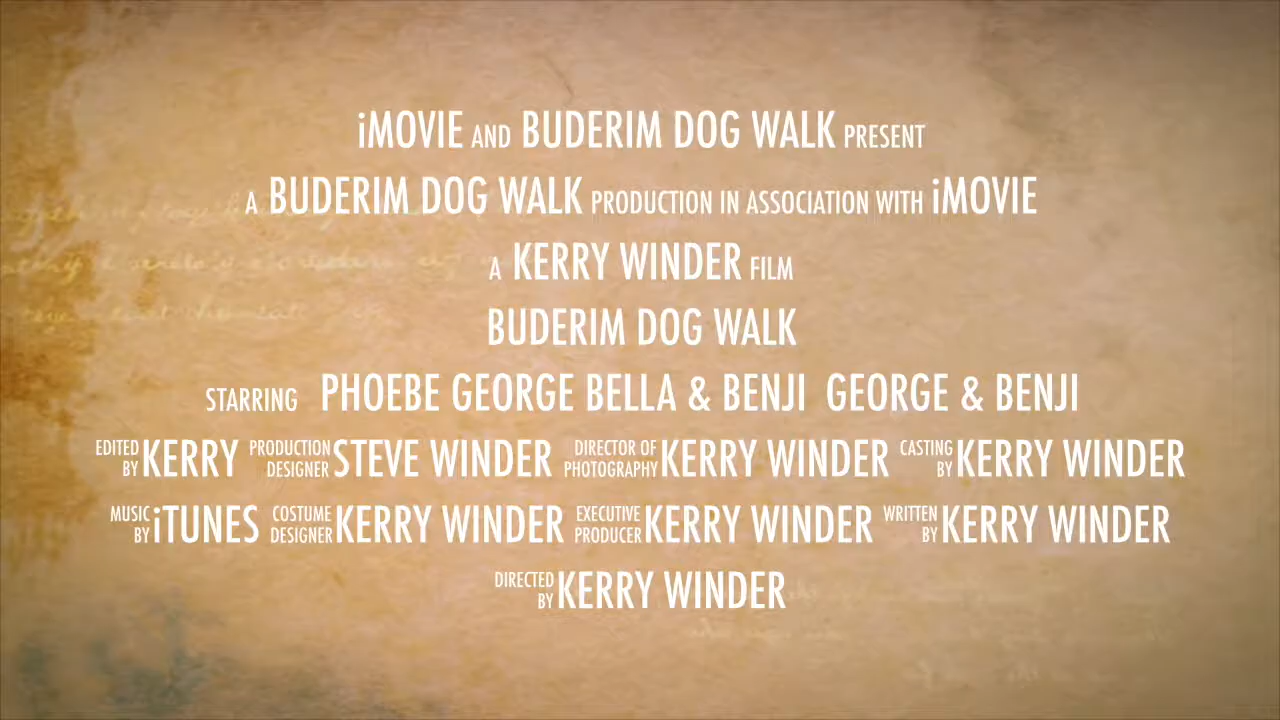 iMOVIE AND BUDERIM DOG WALK PRESENT
A BUDERIM DOG WALK PRODUCTION IN ASSOCIATION WITH iMOVIE
A KERRY WINDER FILM
BUDERIM DOG WALK
STARRING PHOEBE GEORGE BELLA & BENJI GEORGE & BENJI
EDITED BY KERRY PRODUCTION DESIGNER STEVE WINDER DIRECTOR OF PHOTOGRAPHY KERRY WINDER CASTING BY KERRY WINDER
MUSIC BY iTUNES COSTUME DESIGNER KERRY WINDER EXECUTIVE PRODUCER KERRY WINDER WRITTEN BY KERRY WINDER
DIRECTED BY KERRY WINDER